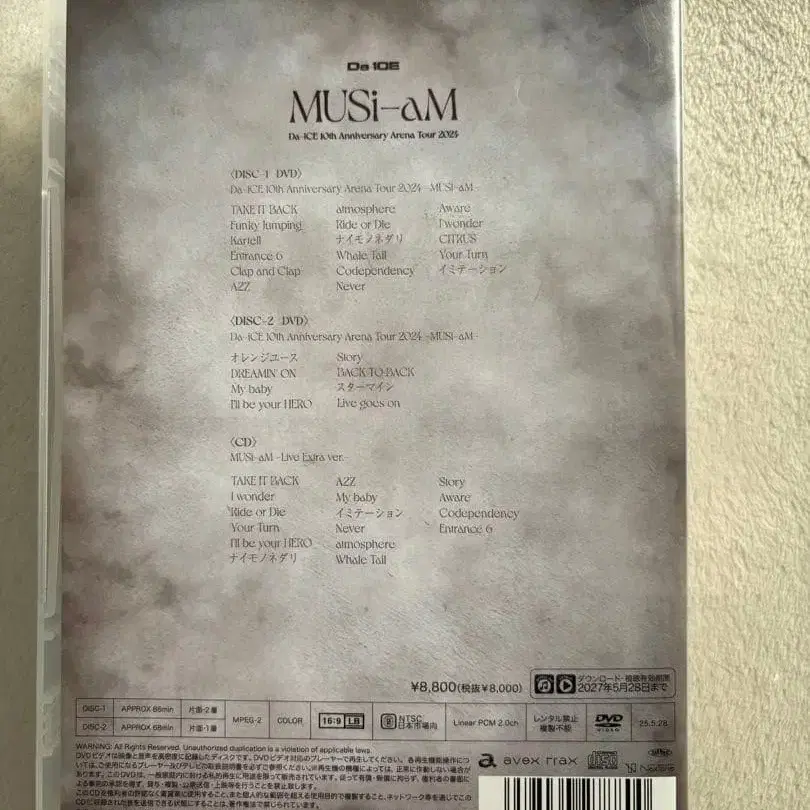 Da-iCE
MUSi-aM
Da-iCE 10th Anniversary Arena Tour 2024
〈DISC-1 DVD〉
Da-iCE 10th Anniversary Arena Tour 2024 -MUSi-aM-
TAKE IT BACK atmosphere Aware
Funky Jumping Ride or Die I wonder
Kartell ナイモノネダリ CITRUS
Entrance 6 Whale Tail Your Turn
Clap and Clap Codependency イミテーション
A2Z Never
〈DISC-2 DVD〉
Da-iCE 10th Anniversary Arena Tour 2024 -MUSi-aM-
オレンジユース Story
DREAMIN' ON BACK TO BACK
My baby スターマイン
I'll be your HERO Live goes on
〈CD〉
MUSi-aM -Live Extra ver.-
TAKE IT BACK A2Z Story
I wonder My baby Aware
Ride or Die イミテーション Codependency
Your Turn Never Entrance 6
I'll be your HERO atmosphere
ナイモノネダリ Whale Tail
¥8,800(税抜¥8,000)
ダウンロード・視聴有効期限
2027年5月28日まで
DISC-1 APPROX 86min 片面・2層
DISC-2 APPROX 68min 片面・1層
MPEG-2 COLOR 16:9 LB
NTSC
日本市場向
Linear PCM 2.0ch
レンタル禁止
複製不能
DVD
VIDEO
25.5.28
WARNING: All Rights Reserved. Unauthorized duplication is a violation of applicable laws.
avex trax